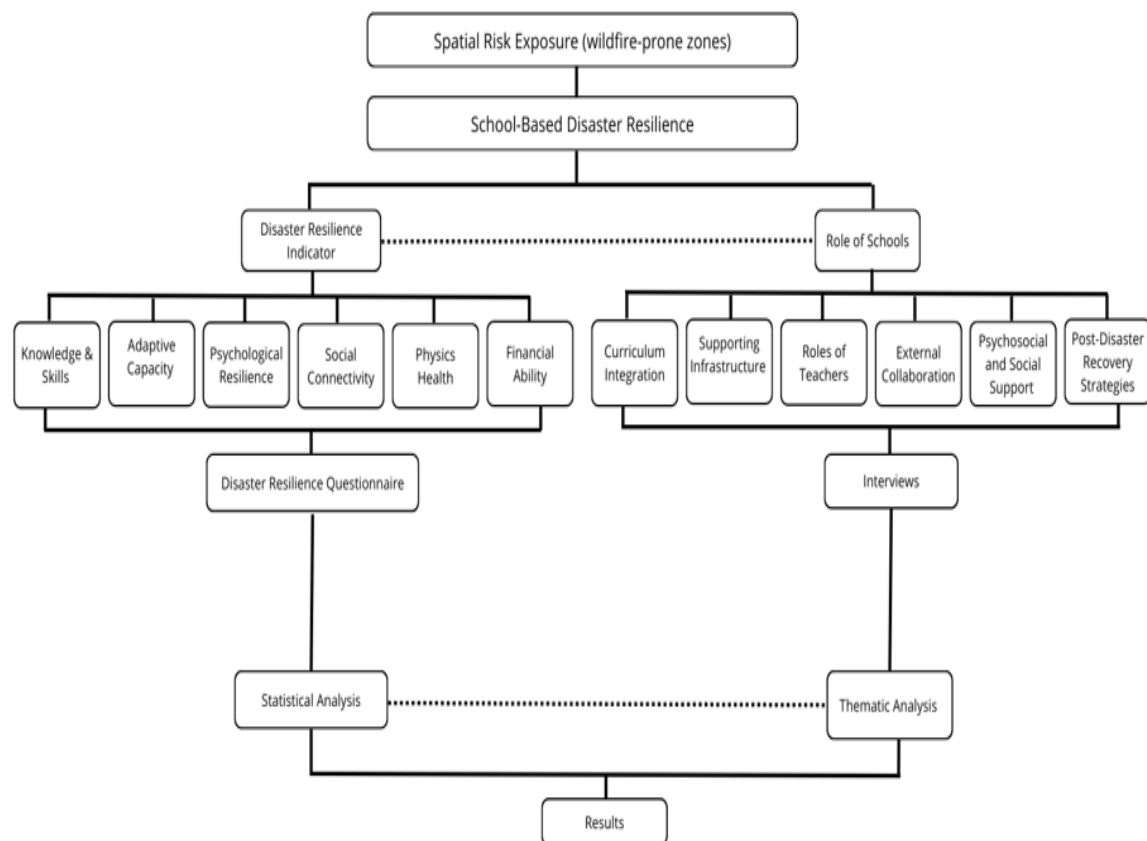 Spatial Risk Exposure (wildfire-prone zones)
School-Based Disaster Resilience
Disaster Resilience
Indicator
Role of Schools
Knowledge &
Skills
Adaptive
Capacity
Psychological
Resilience
Social
Connectivity
Physics
Health
Financial
Ability
Curriculum
Integration
Supporting
Infrastructure
Roles of
Teachers
External
Collaboration
Psychosocial
and Social
Support
Post-Disaster
Recovery
Strategies
Disaster Resilience Questionnaire
Interviews
Statistical Analysis
Thematic Analysis
Results